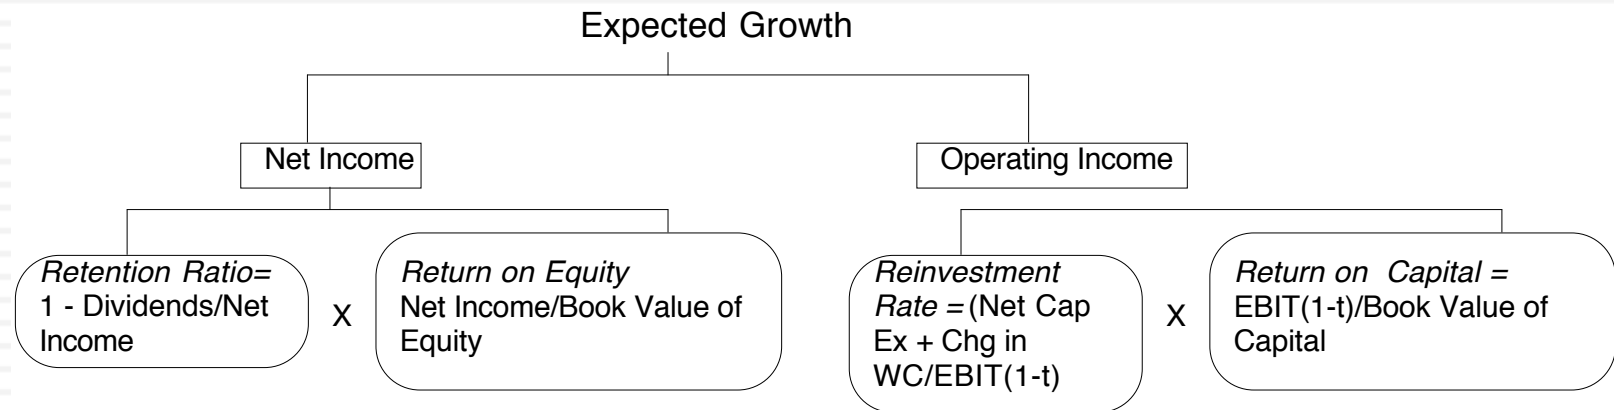 Expected Growth
Net Income
Operating Income
Retention Ratio=
1 - Dividends/Net
Income
X
Return on Equity
Net Income/Book Value of
Equity
Reinvestment
Rate = (Net Cap
Ex + Chg in
WC/EBIT(1-t)
X
Return on Capital =
EBIT(1-t)/Book Value of
Capital